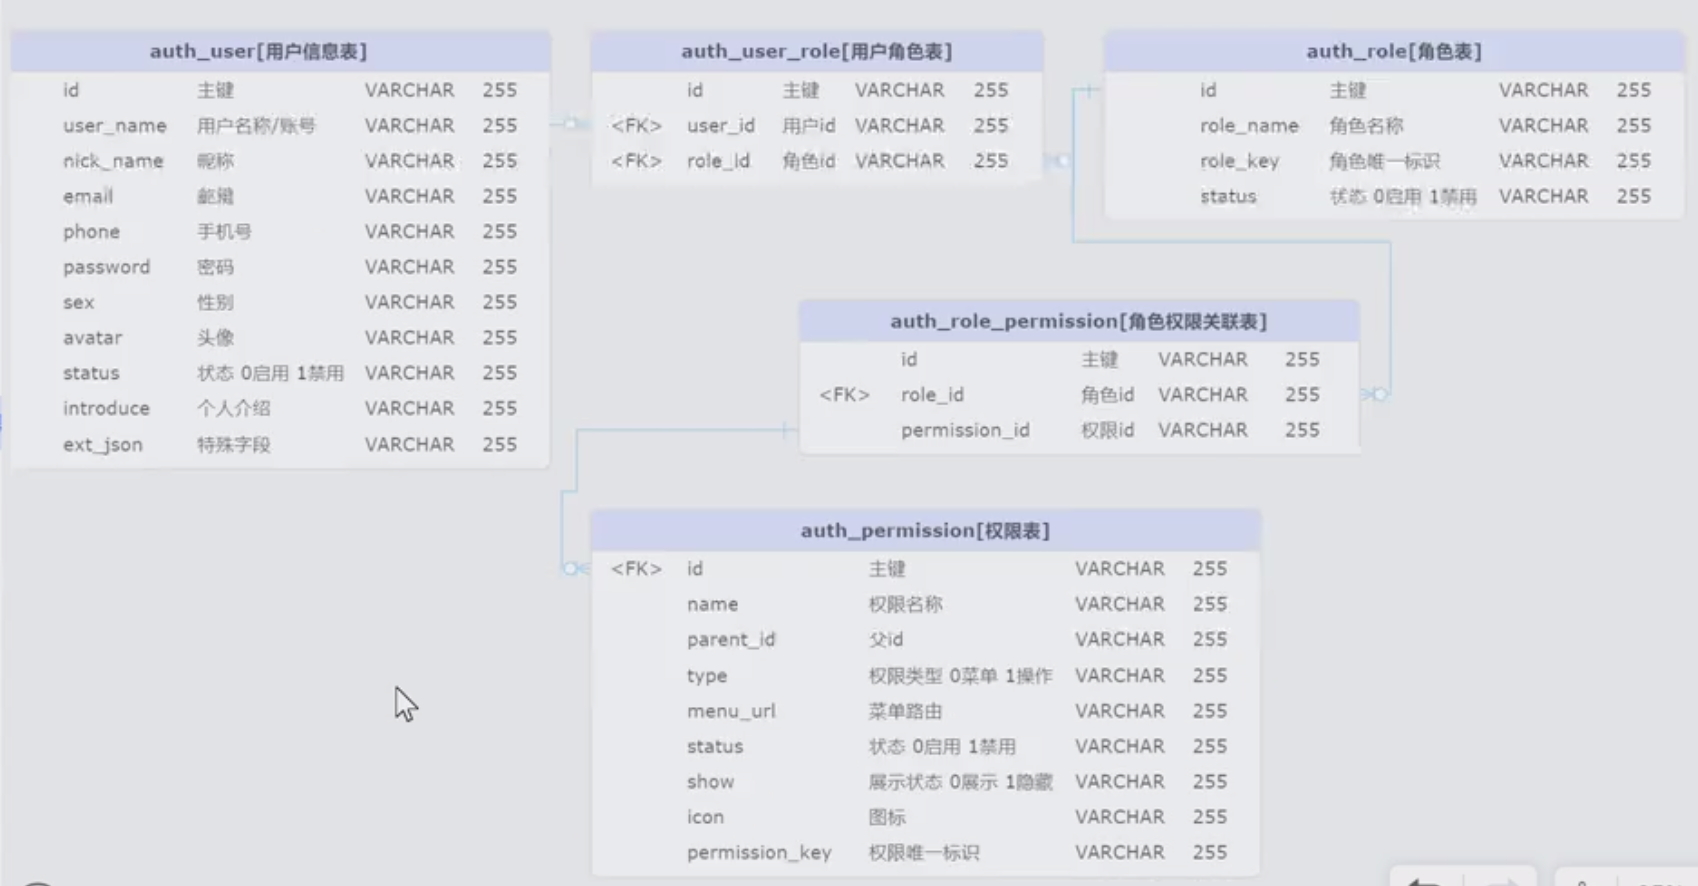 auth_user[用户信息表]
id 主键 VARCHAR 255
user_name 用户名称/账号 VARCHAR 255
nick_name 昵称 VARCHAR 255
email VARCHAR 255
phone 手机号 VARCHAR 255
password 密码 VARCHAR 255
sex 性别 VARCHAR 255
avatar 头像 VARCHAR 255
status 状态 0启用 1禁用 VARCHAR 255
introduce 个人介绍 VARCHAR 255
ext_json 特殊字段 VARCHAR 255
auth_user_role[用户角色表]
id 主键 VARCHAR 255
<FK> user_id 用户id VARCHAR 255
<FK> role_id 角色id VARCHAR 255
auth_role[角色表]
id 主键 VARCHAR 255
role_name 角色名称 VARCHAR 255
role_key 角色唯一标识 VARCHAR 255
status 状态 0启用 1禁用 VARCHAR 255
auth_role_permission[角色权限关联表]
id 主键 VARCHAR 255
<FK> role_id 角色id VARCHAR 255
permission_id 权限id VARCHAR 255
auth_permission[权限表]
<FK> id 主键 VARCHAR 255
name 权限名称 VARCHAR 255
parent_id 父id VARCHAR 255
type 权限类型 0菜单 1操作 VARCHAR 255
menu_url 菜单路由 VARCHAR 255
status 状态 0启用 1禁用 VARCHAR 255
show 展示状态 0展示 1隐藏 VARCHAR 255
icon 图标 VARCHAR 255
permission_key 权限唯一标识 VARCHAR 255